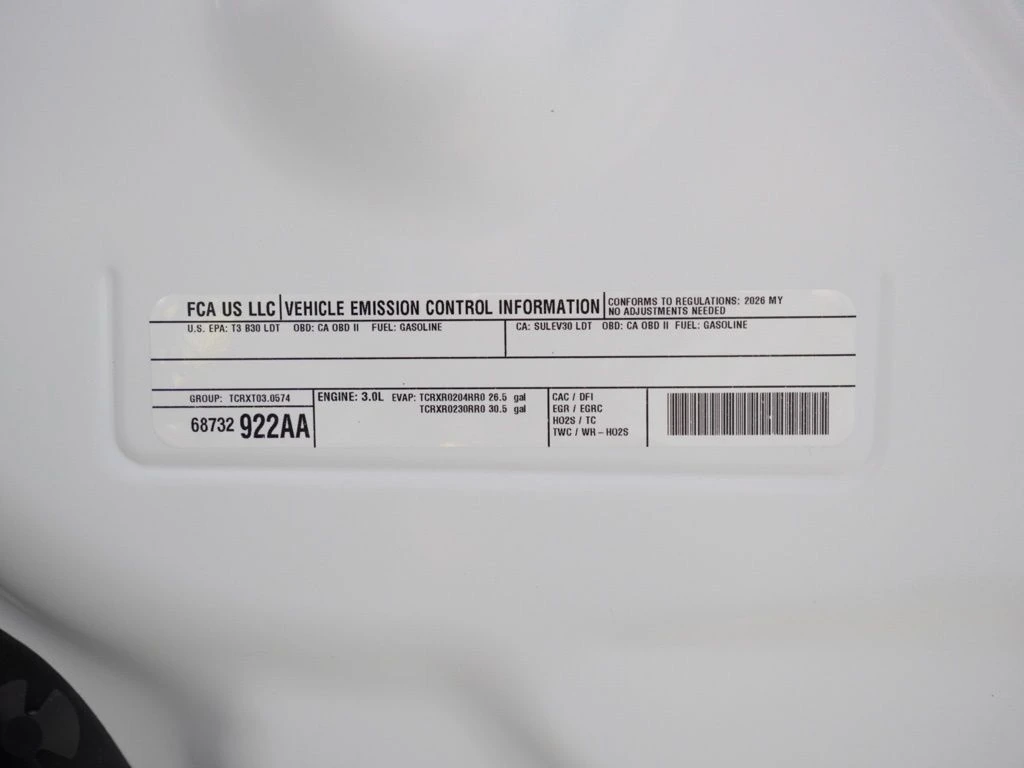 FCA US LLC VEHICLE EMISSION CONTROL INFORMATION CONFORMS TO REGULATIONS: 2026 MY
NO ADJUSTMENTS NEEDED
U.S. EPA: T3 B30 LDT OBD: CA OBD II FUEL: GASOLINE
CA: SULEV30 LDT OBD: CA OBD II FUEL: GASOLINE
GROUP: TCRXT03.0574
68732 922AA
ENGINE: 3.0L EVAP: TCRXR0204RR0 26.5 gal
TCRXR0230RR0 30.5 gal
CAC / DFI
EGR / EGRC
HO2S / TC
TWC / WR-HO2S